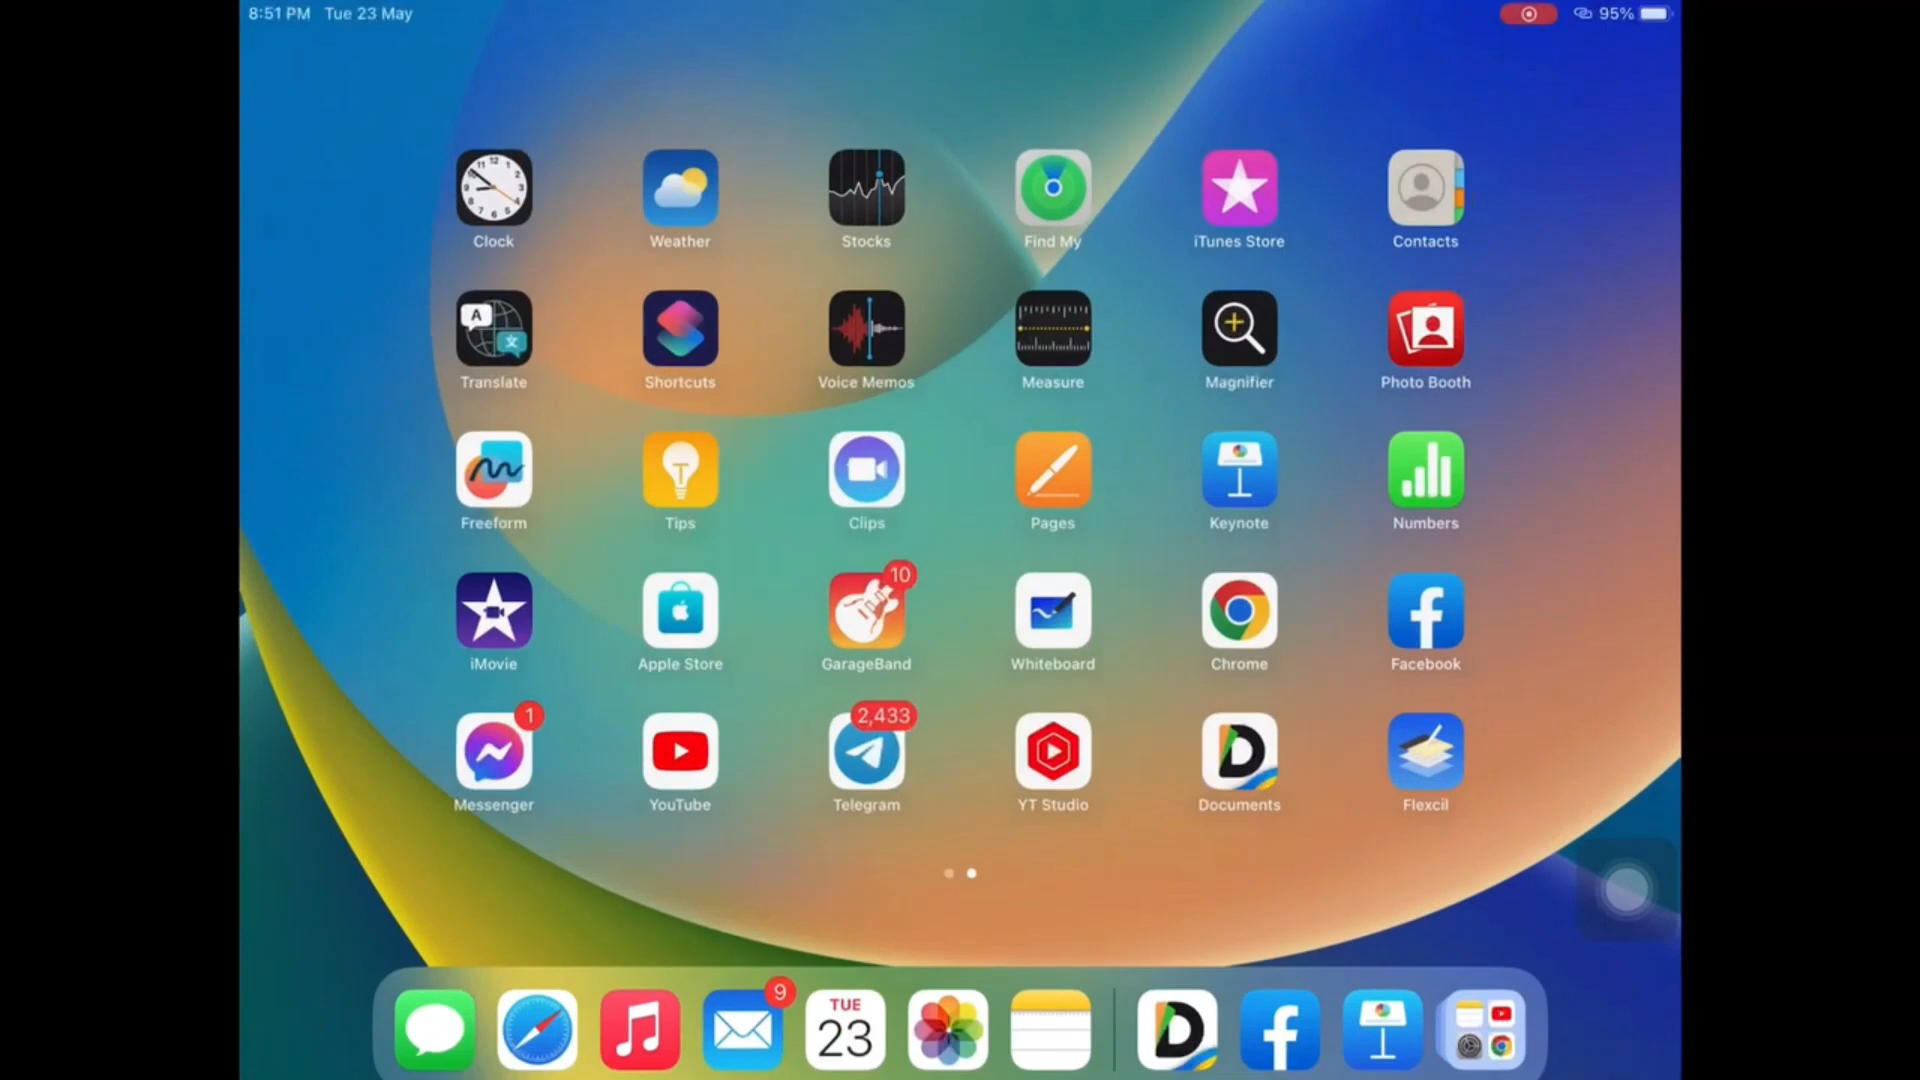 8:51 PM Tue 23 May
95%
Clock Weather Stocks Find My iTunes Store Contacts
A 文
Translate Shortcuts Voice Memos Measure Magnifier Photo Booth
Freeform Tips Clips Pages Keynote Numbers
10
iMovie Apple Store GarageBand Whiteboard Chrome Facebook
1 2,433
Messenger YouTube Telegram YT Studio Documents Flexcil
9
TUE
23